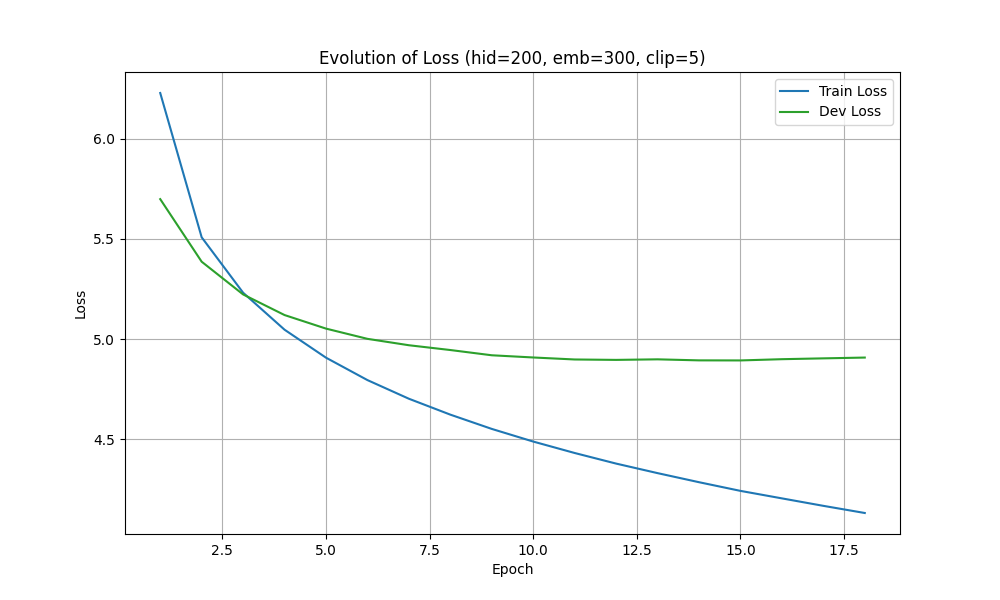 Evolution of Loss (hid=200, emb=300, clip=5)
Train Loss
Dev Loss
6.0
5.5
5.0
4.5
Loss
2.5
5.0
7.5
10.0
12.5
15.0
17.5
Epoch